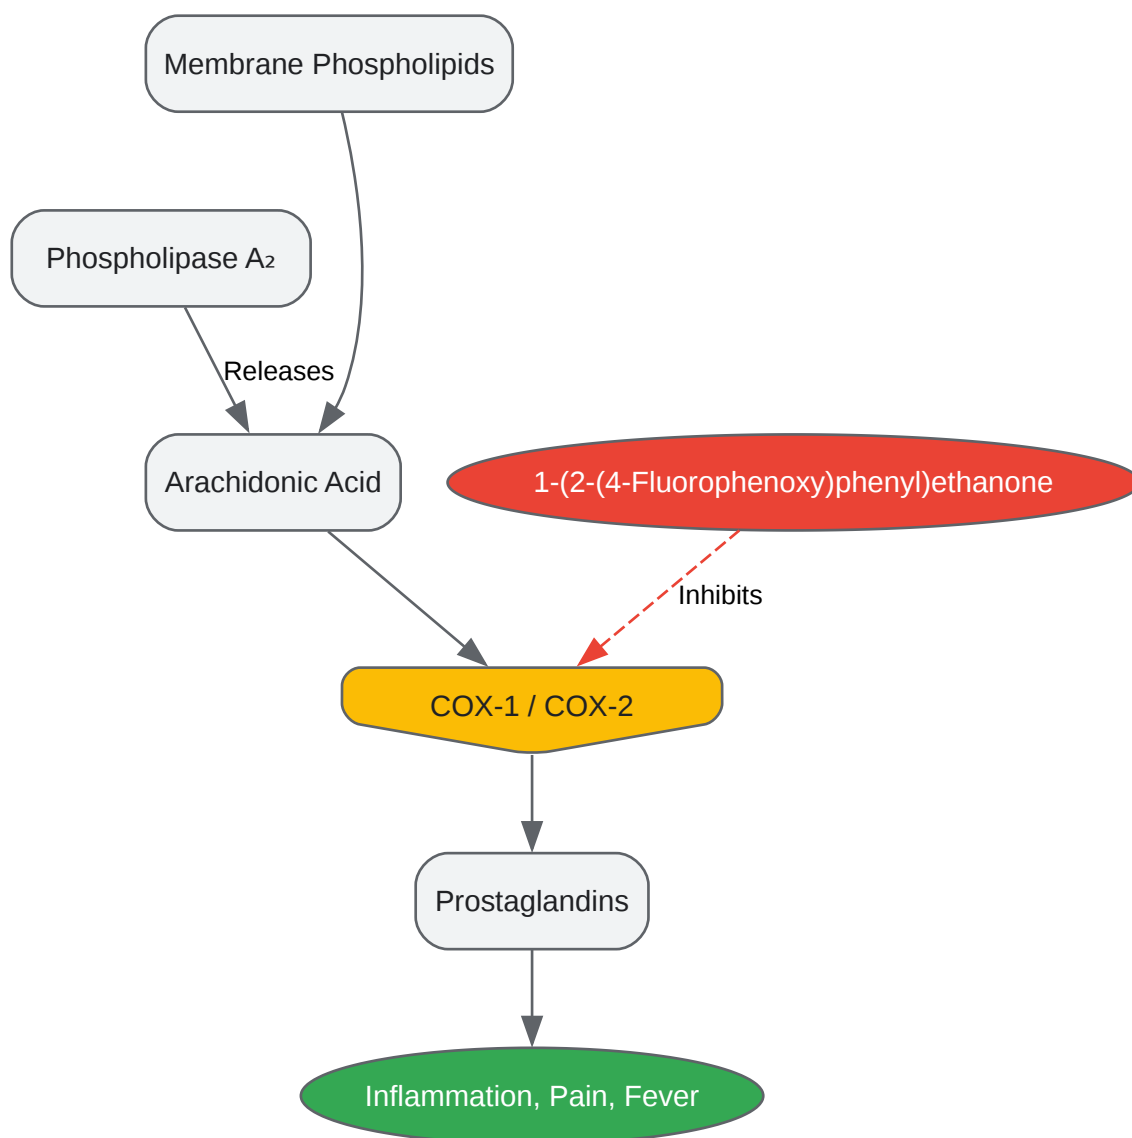 Membrane Phospholipids
Phospholipase A₂
Releases
Arachidonic Acid
1-(2-(4-Fluorophenoxy)phenyl)ethanone
Inhibits
COX-1 / COX-2
Prostaglandins
Inflammation, Pain, Fever